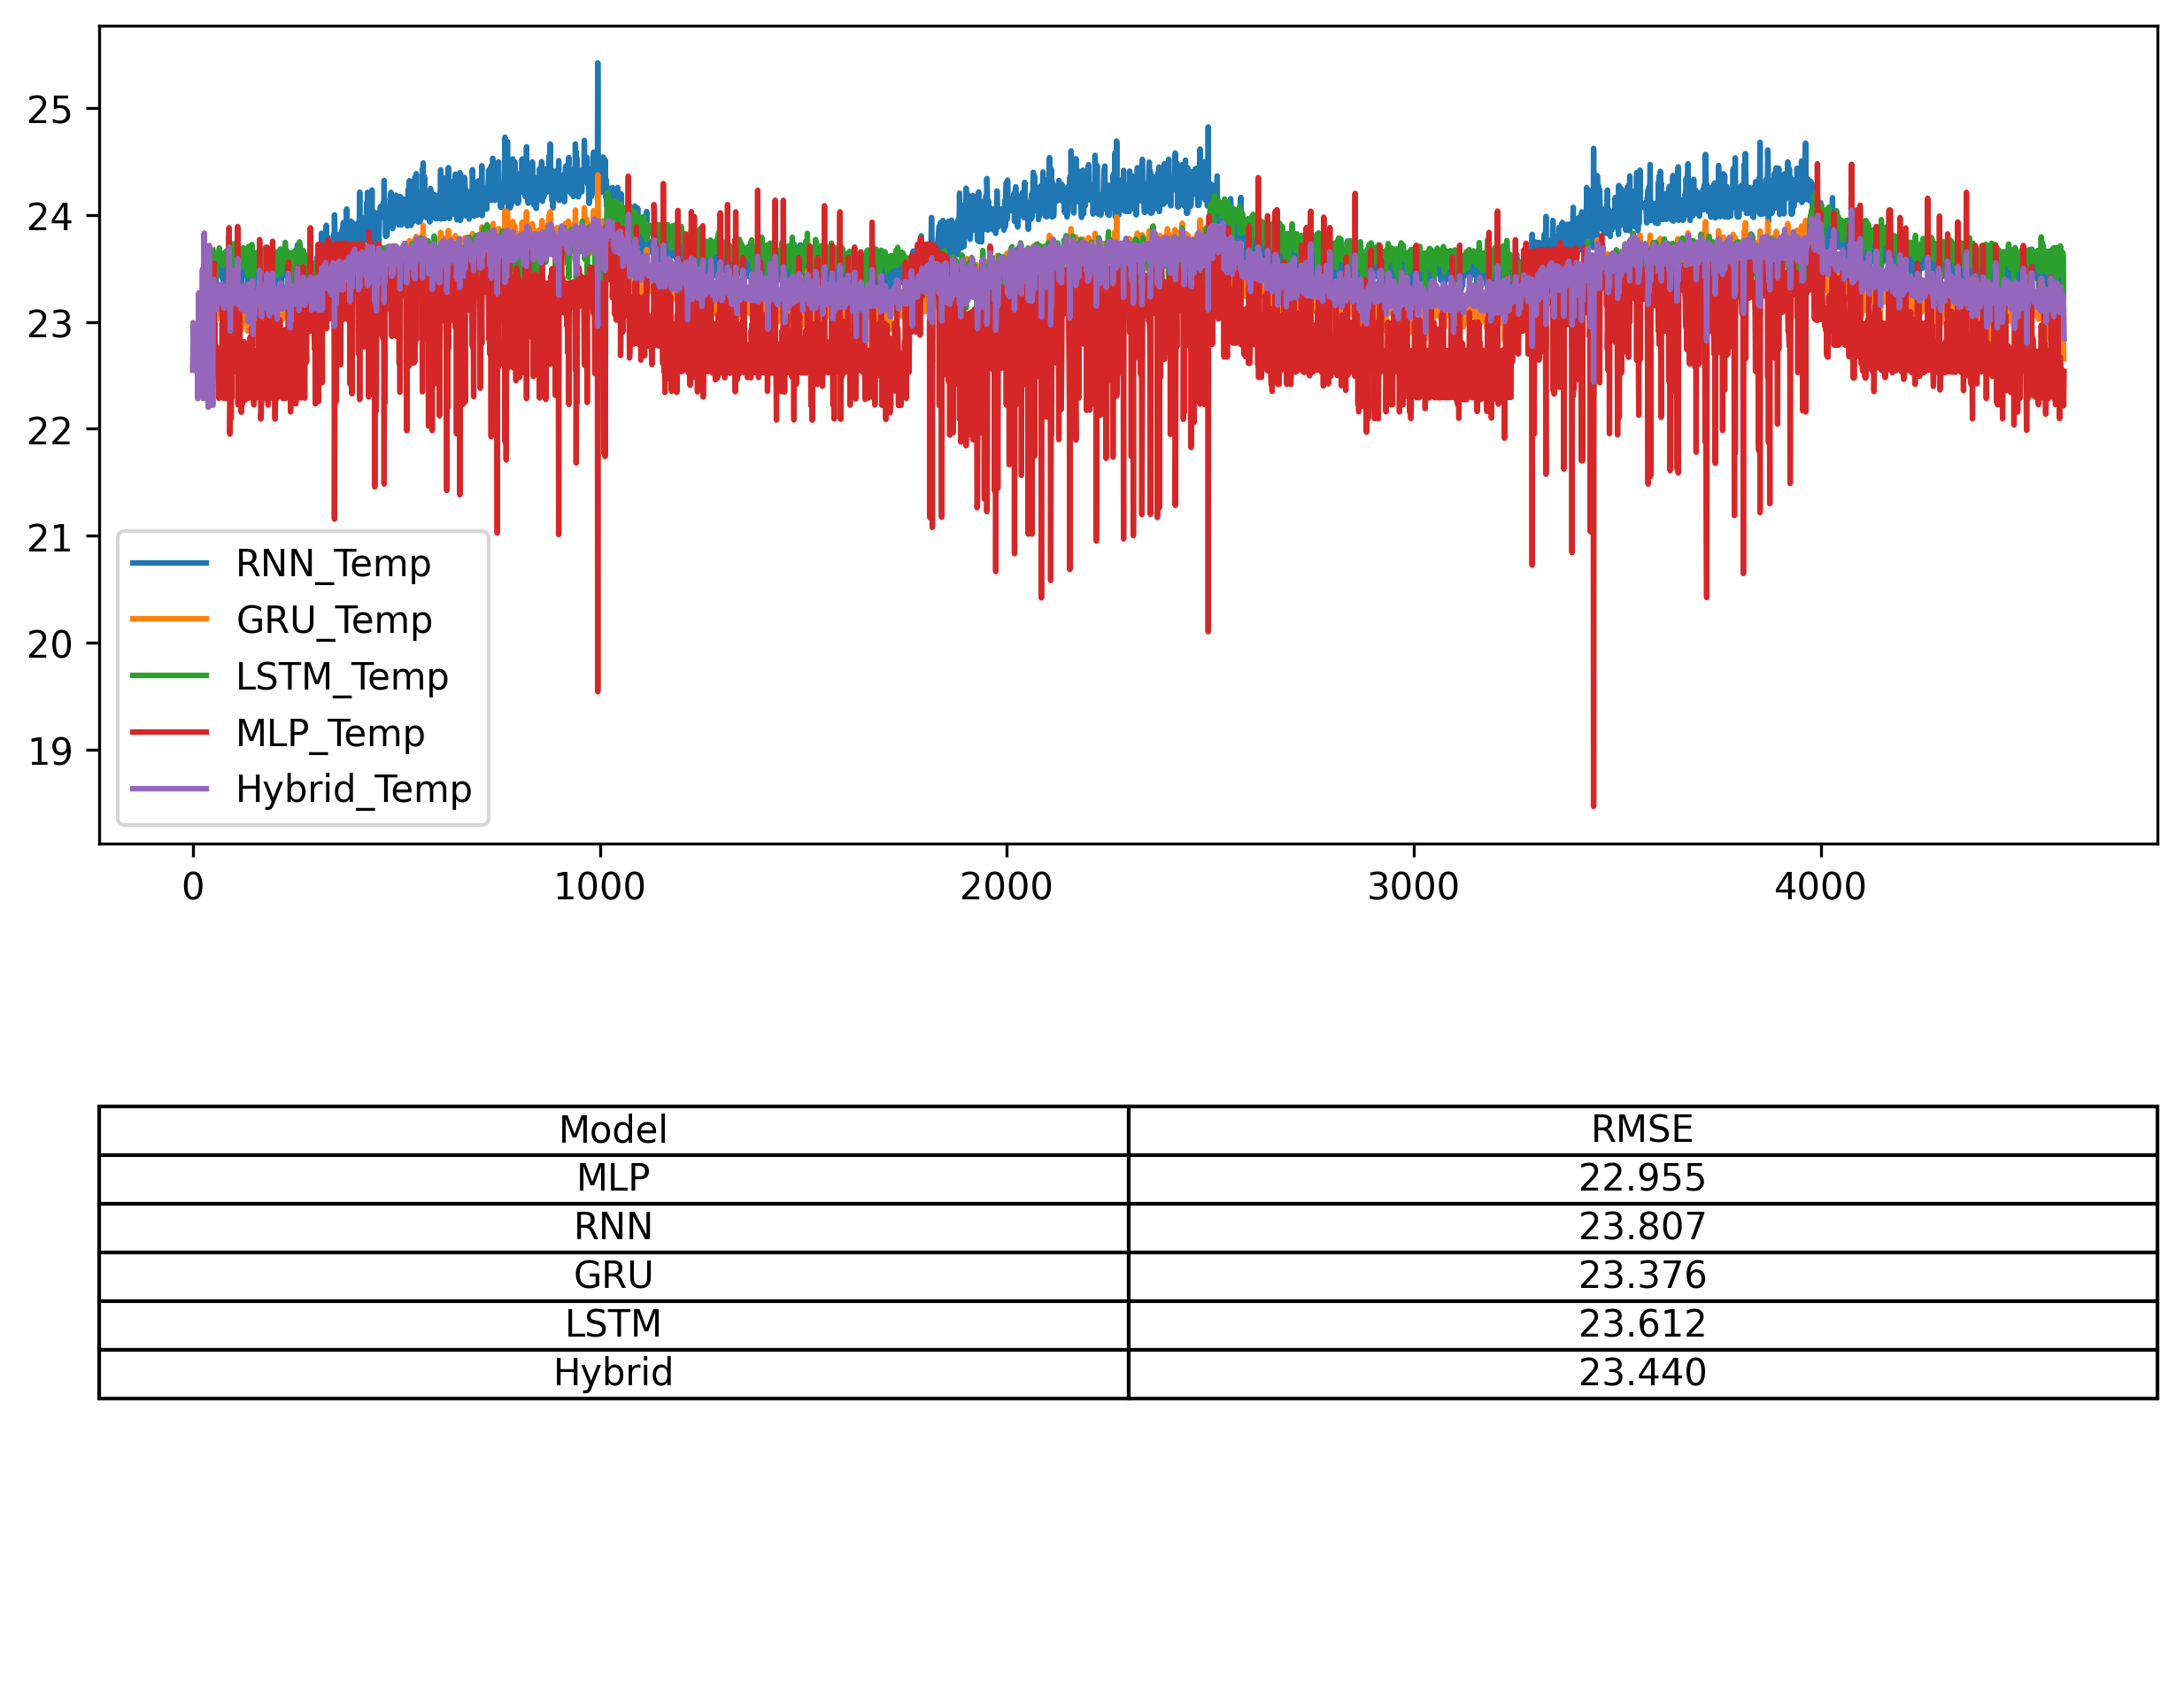 25
24
23
22
21
20
19
RNN_Temp
GRU_Temp
LSTM_Temp
MLP_Temp
Hybrid_Temp
0 1000 2000 3000 4000
Model RMSE
MLP 22.955
RNN 23.807
GRU 23.376
LSTM 23.612
Hybrid 23.440